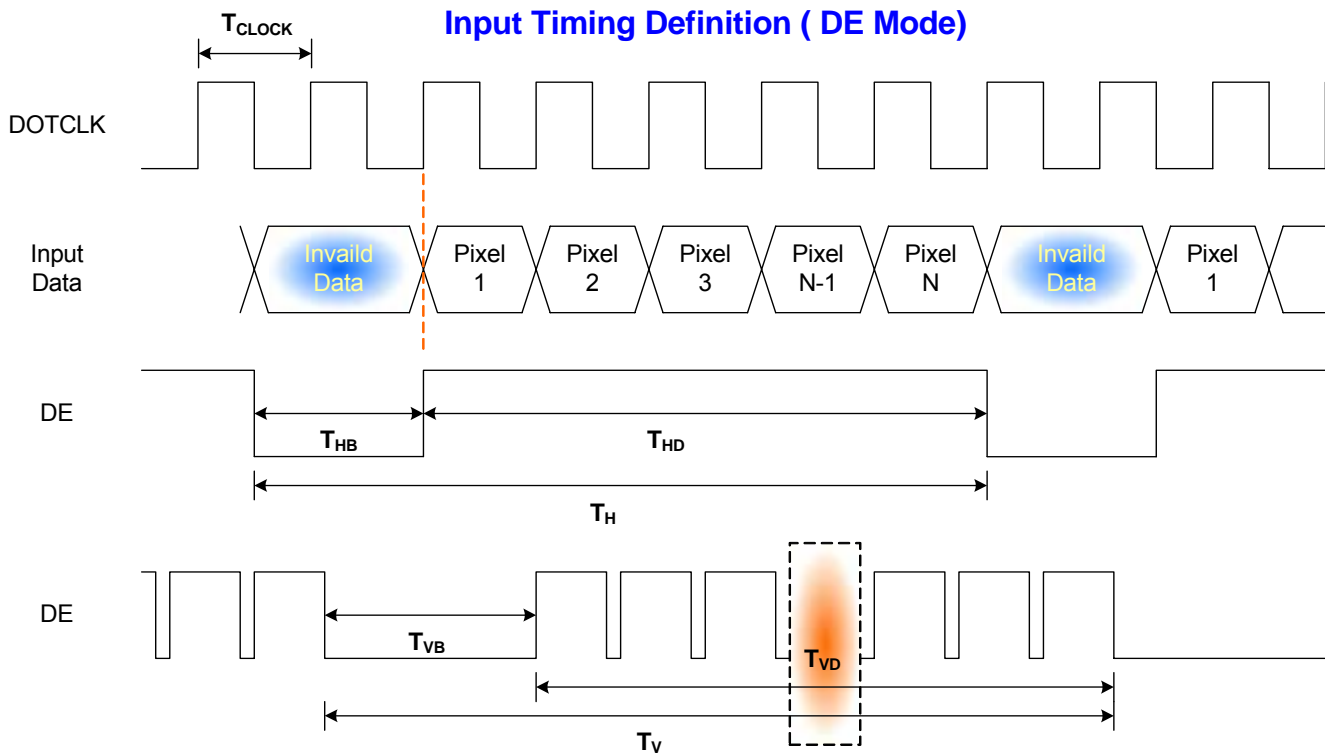 Input Timing Definition ( DE Mode)
TCLOCK
DOTCLK
Input
Data
Invaild
Data
Pixel
1
Pixel
2
Pixel
3
Pixel
N-1
Pixel
N
Invaild
Data
Pixel
1
DE
THB
THD
TH
DE
TVB
TVD
TV